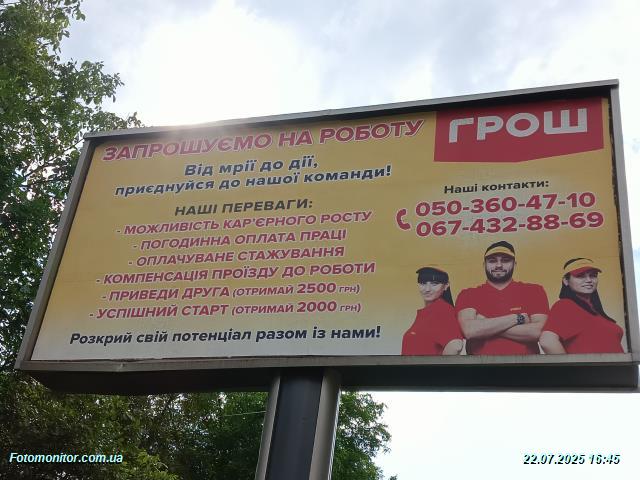 ЗАПРОШУЄМО НА РОБОТУ
ГРОШ
Від мрії до дії,
приєднуйся до нашої команди!
НАШІ ПЕРЕВАГИ:
- МОЖЛИВІСТЬ КАР'ЄРНОГО РОСТУ
- ПОГОДИННА ОПЛАТА ПРАЦІ
- ОПЛАЧУВАНЕ СТАЖУВАННЯ
- КОМПЕНСАЦІЯ ПРОЇЗДУ ДО РОБОТИ
- ПРИВЕДИ ДРУГА (ОТРИМАЙ 2500 ГРН)
- УСПІШНИЙ СТАРТ (ОТРИМАЙ 2000 ГРН)
Розкрий свій потенціал разом із нами!
Наші контакти:
050-360-47-10
067-432-88-69
Fotomonitor.com.ua
22.07.2025 16:45